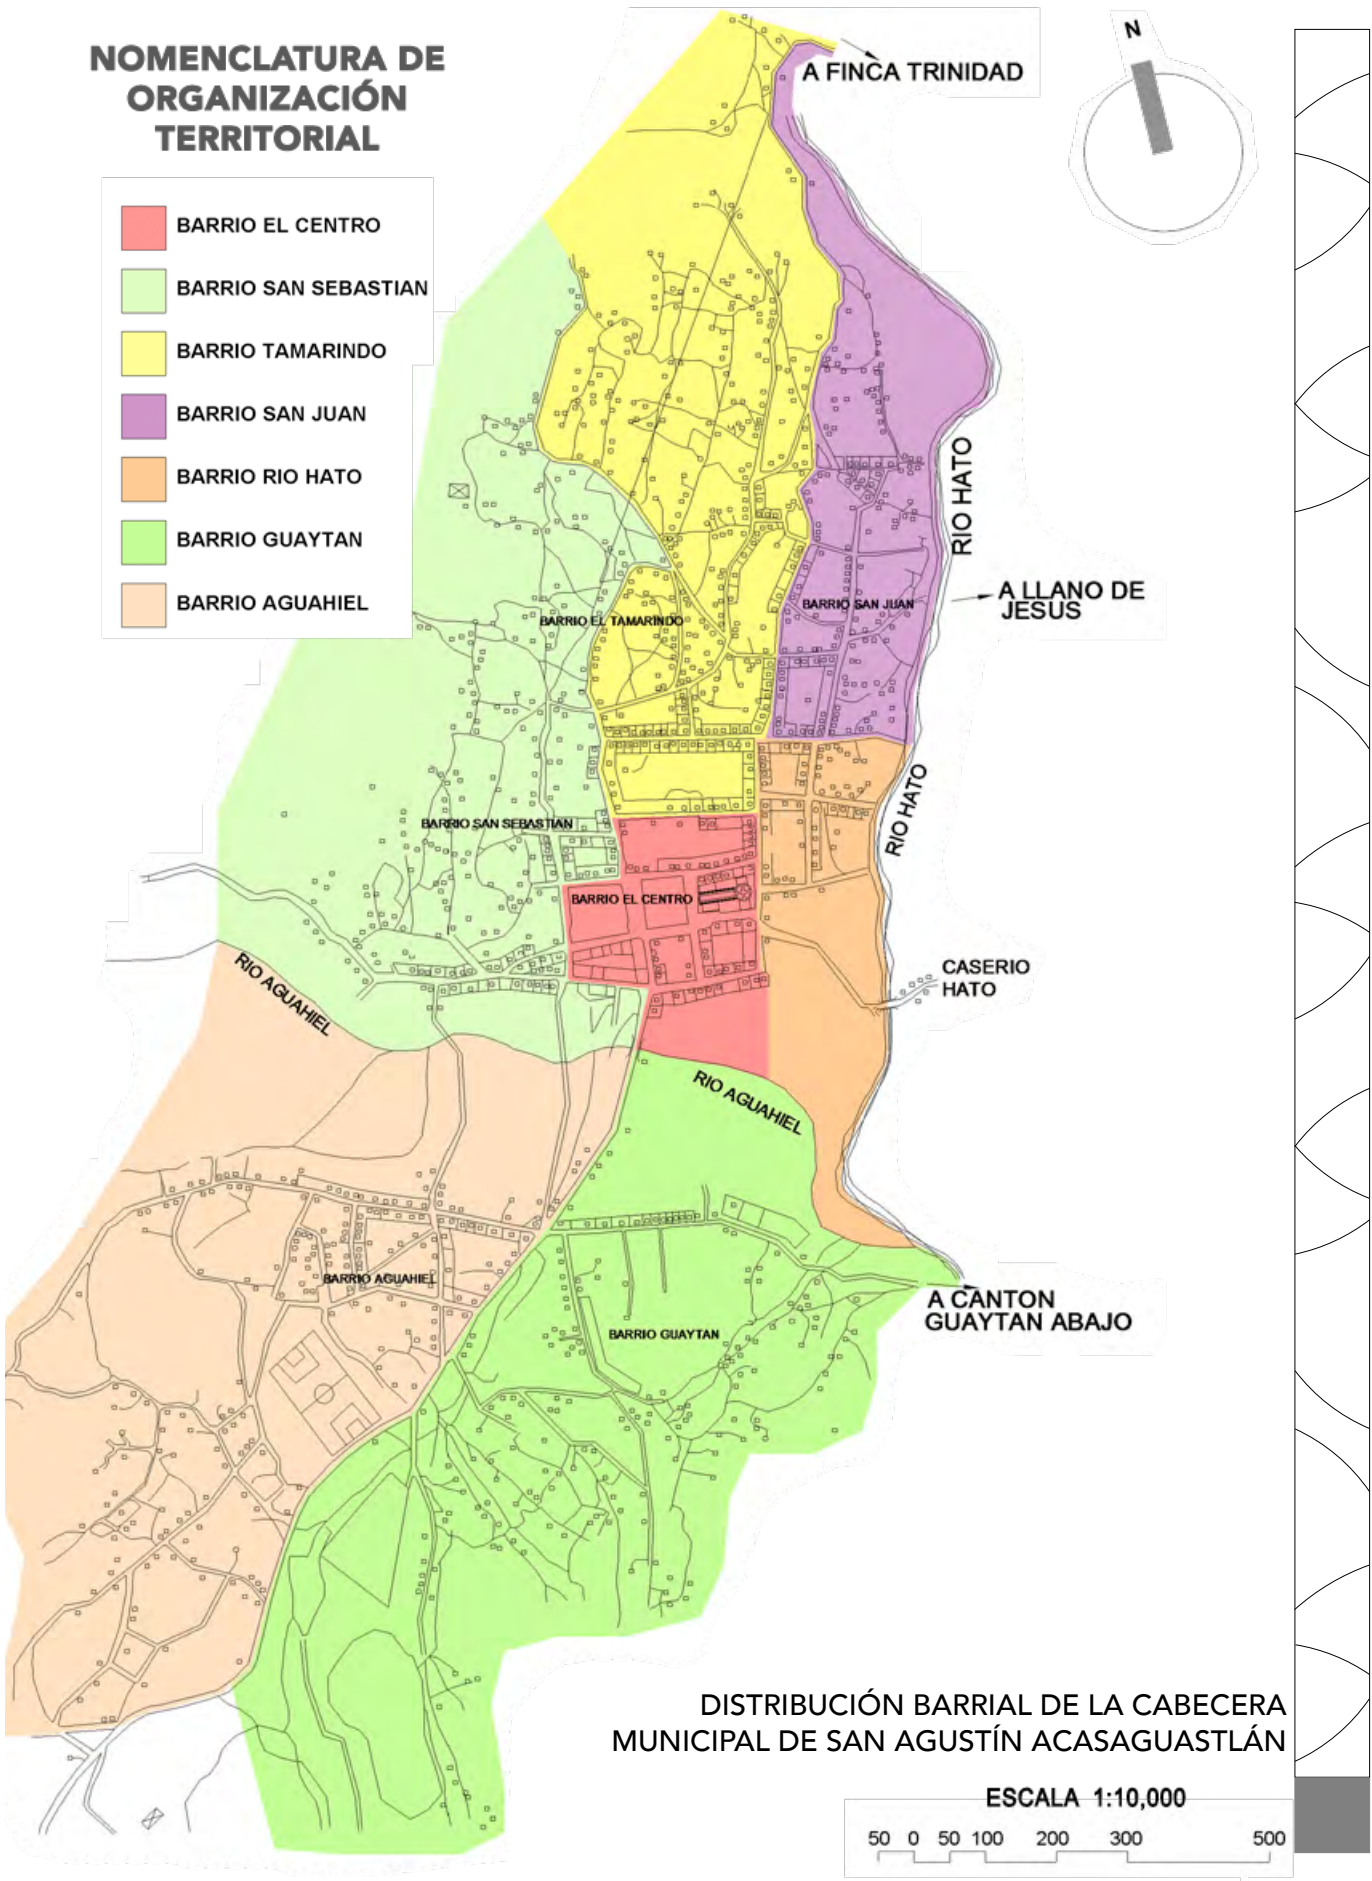 NOMENCLATURA DE
ORGANIZACIÓN
TERRITORIAL
BARRIO EL CENTRO
BARRIO SAN SEBASTIAN
BARRIO TAMARINDO
BARRIO SAN JUAN
BARRIO RIO HATO
BARRIO GUAYTAN
BARRIO AGUAHIEL
N
A FINCA TRINIDAD
RIO HATO
A LLANO DE
JESUS
BARRIO SAN JUAN
BARRIO EL TAMARINDO
RIO HATO
BARRIO SAN SEBASTIAN
BARRIO EL CENTRO
CASERIO
HATO
RIO AGUAHIEL
RIO AGUAHIEL
BARRIO AGUAHIEL
A CANTON
GUAYTAN ABAJO
BARRIO GUAYTAN
DISTRIBUCIÓN BARRIAL DE LA CABECERA
MUNICIPAL DE SAN AGUSTÍN ACASAGUASTLÁN
ESCALA 1:10,000
50 0 50 100 200 300 500